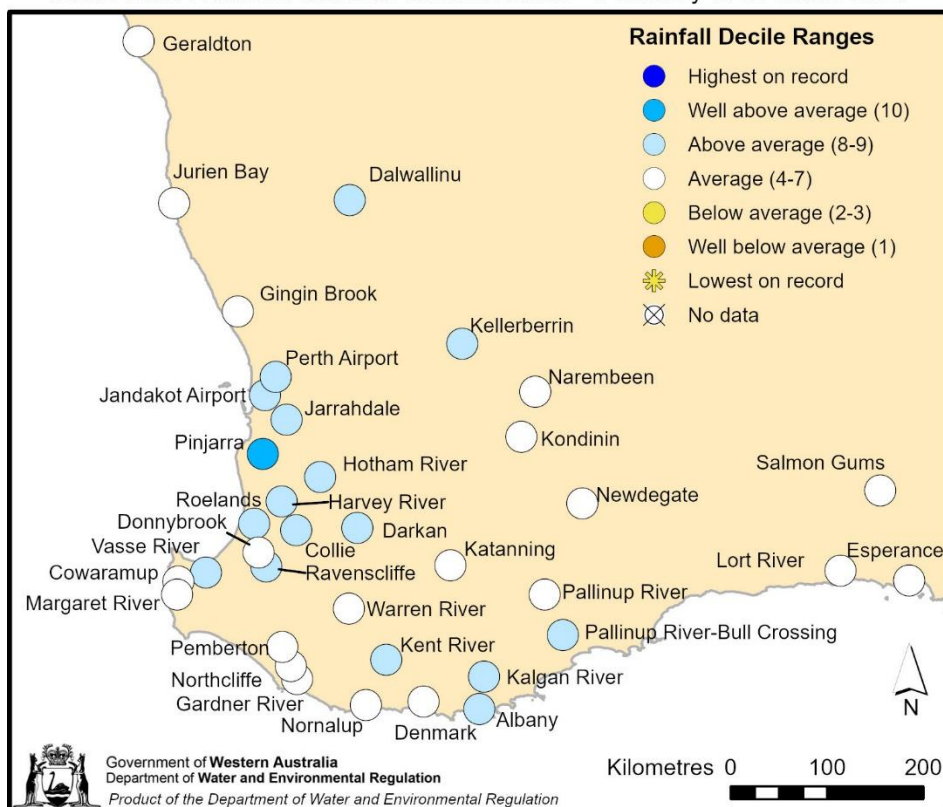 Geraldton
Rainfall Decile Ranges
Highest on record
Well above average (10)
Above average (8-9)
Average (4-7)
Below average (2-3)
Well below average (1)
Lowest on record
No data
Jurien Bay
Dalwallinu
Gingin Brook
Kellerberrin
Perth Airport
Narembeen
Jandakot Airport
Jarrahdale
Kondinin
Pinjarra
Hotham River
Salmon Gums
Roelands
Harvey River
Newdegate
Donnybrook
Darkan
Vasse River
Collie
Katanning
Lort River
Esperance
Cowaramup
Ravenscliffe
Margaret River
Warren River
Pallinup River
Pallinup River-Bull Crossing
Pemberton
Kent River
Northcliffe
Kalgan River
Gardner River
Nornalup
Denmark
Albany
N
Government of Western Australia
Department of Water and Environmental Regulation
Product of the Department of Water and Environmental Regulation
Kilometres 0 100 200